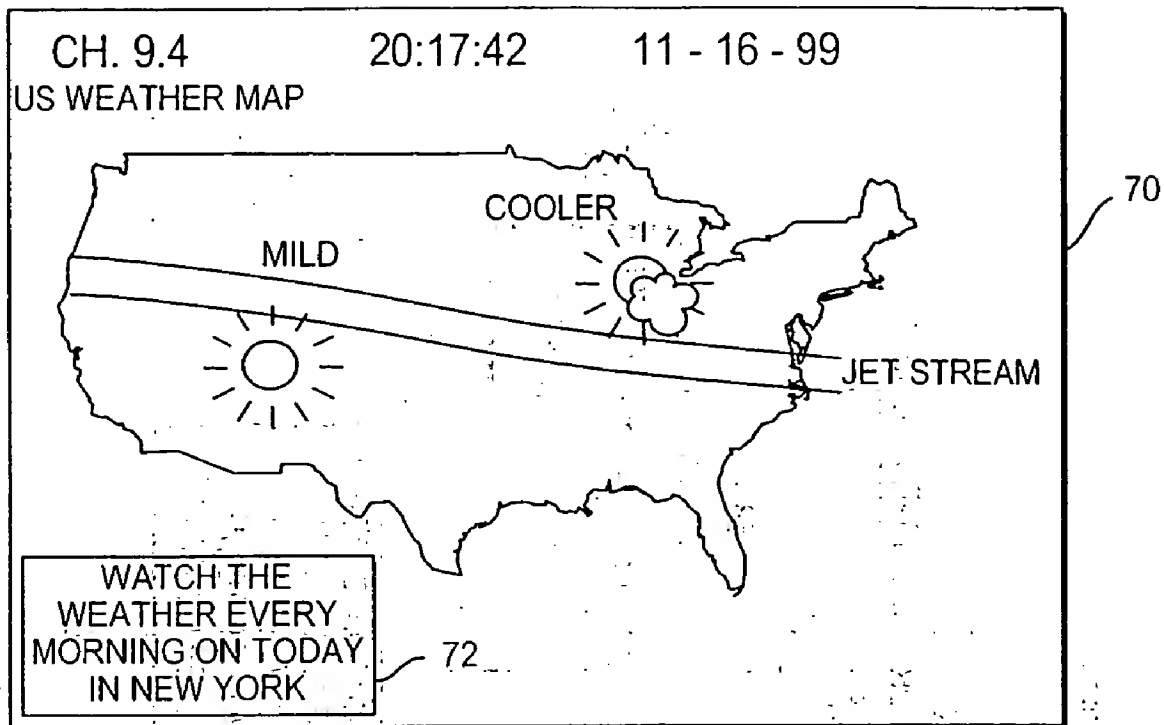 CH. 9.4 20:17:42 11 - 16 - 99
US WEATHER MAP
70
COOLER
MILD
JET STREAM
WATCH THE
WEATHER EVERY
MORNING ON TODAY
IN NEW YORK
72